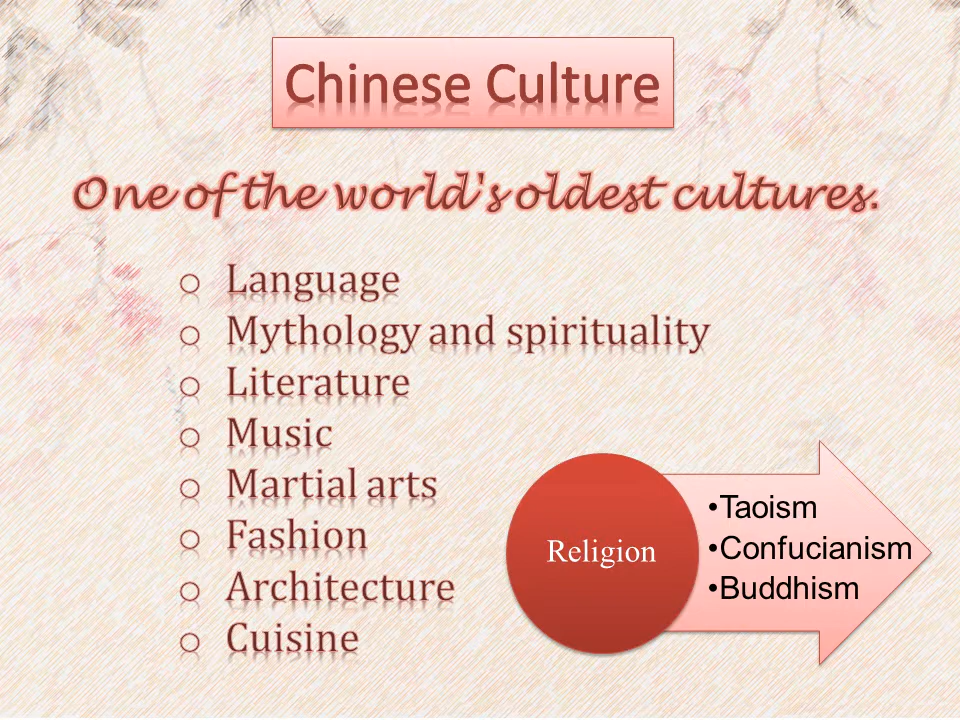 Chinese Culture
One of the world's oldest cultures.
o Language
o Mythology and spirituality
o Literature
o Music
o Martial arts
o Fashion
o Architecture
o Cuisine
Religion
•Taoism
•Confucianism
•Buddhism